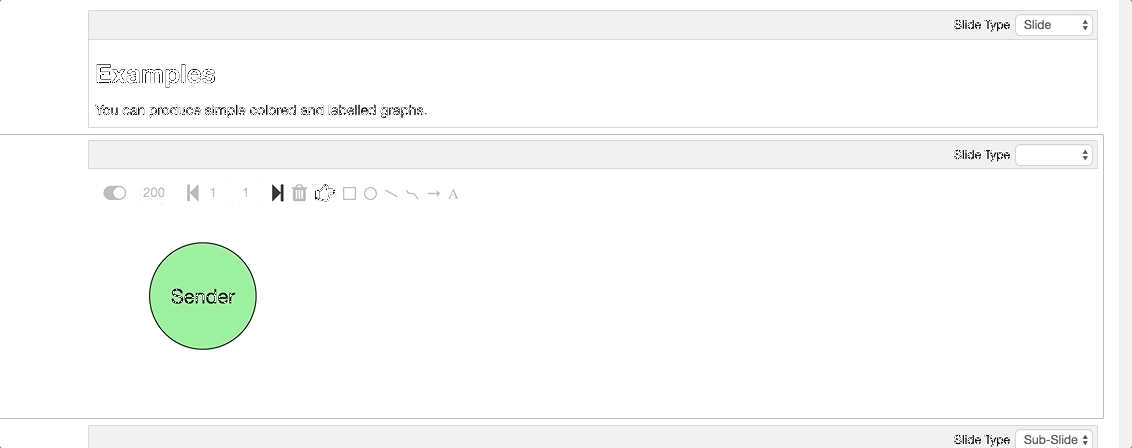 Slide Type Slide
Examples
You can produce simple colored and labelled graphs.
Slide Type
200 1 1 A
Sender
Slide Type Sub-Slide